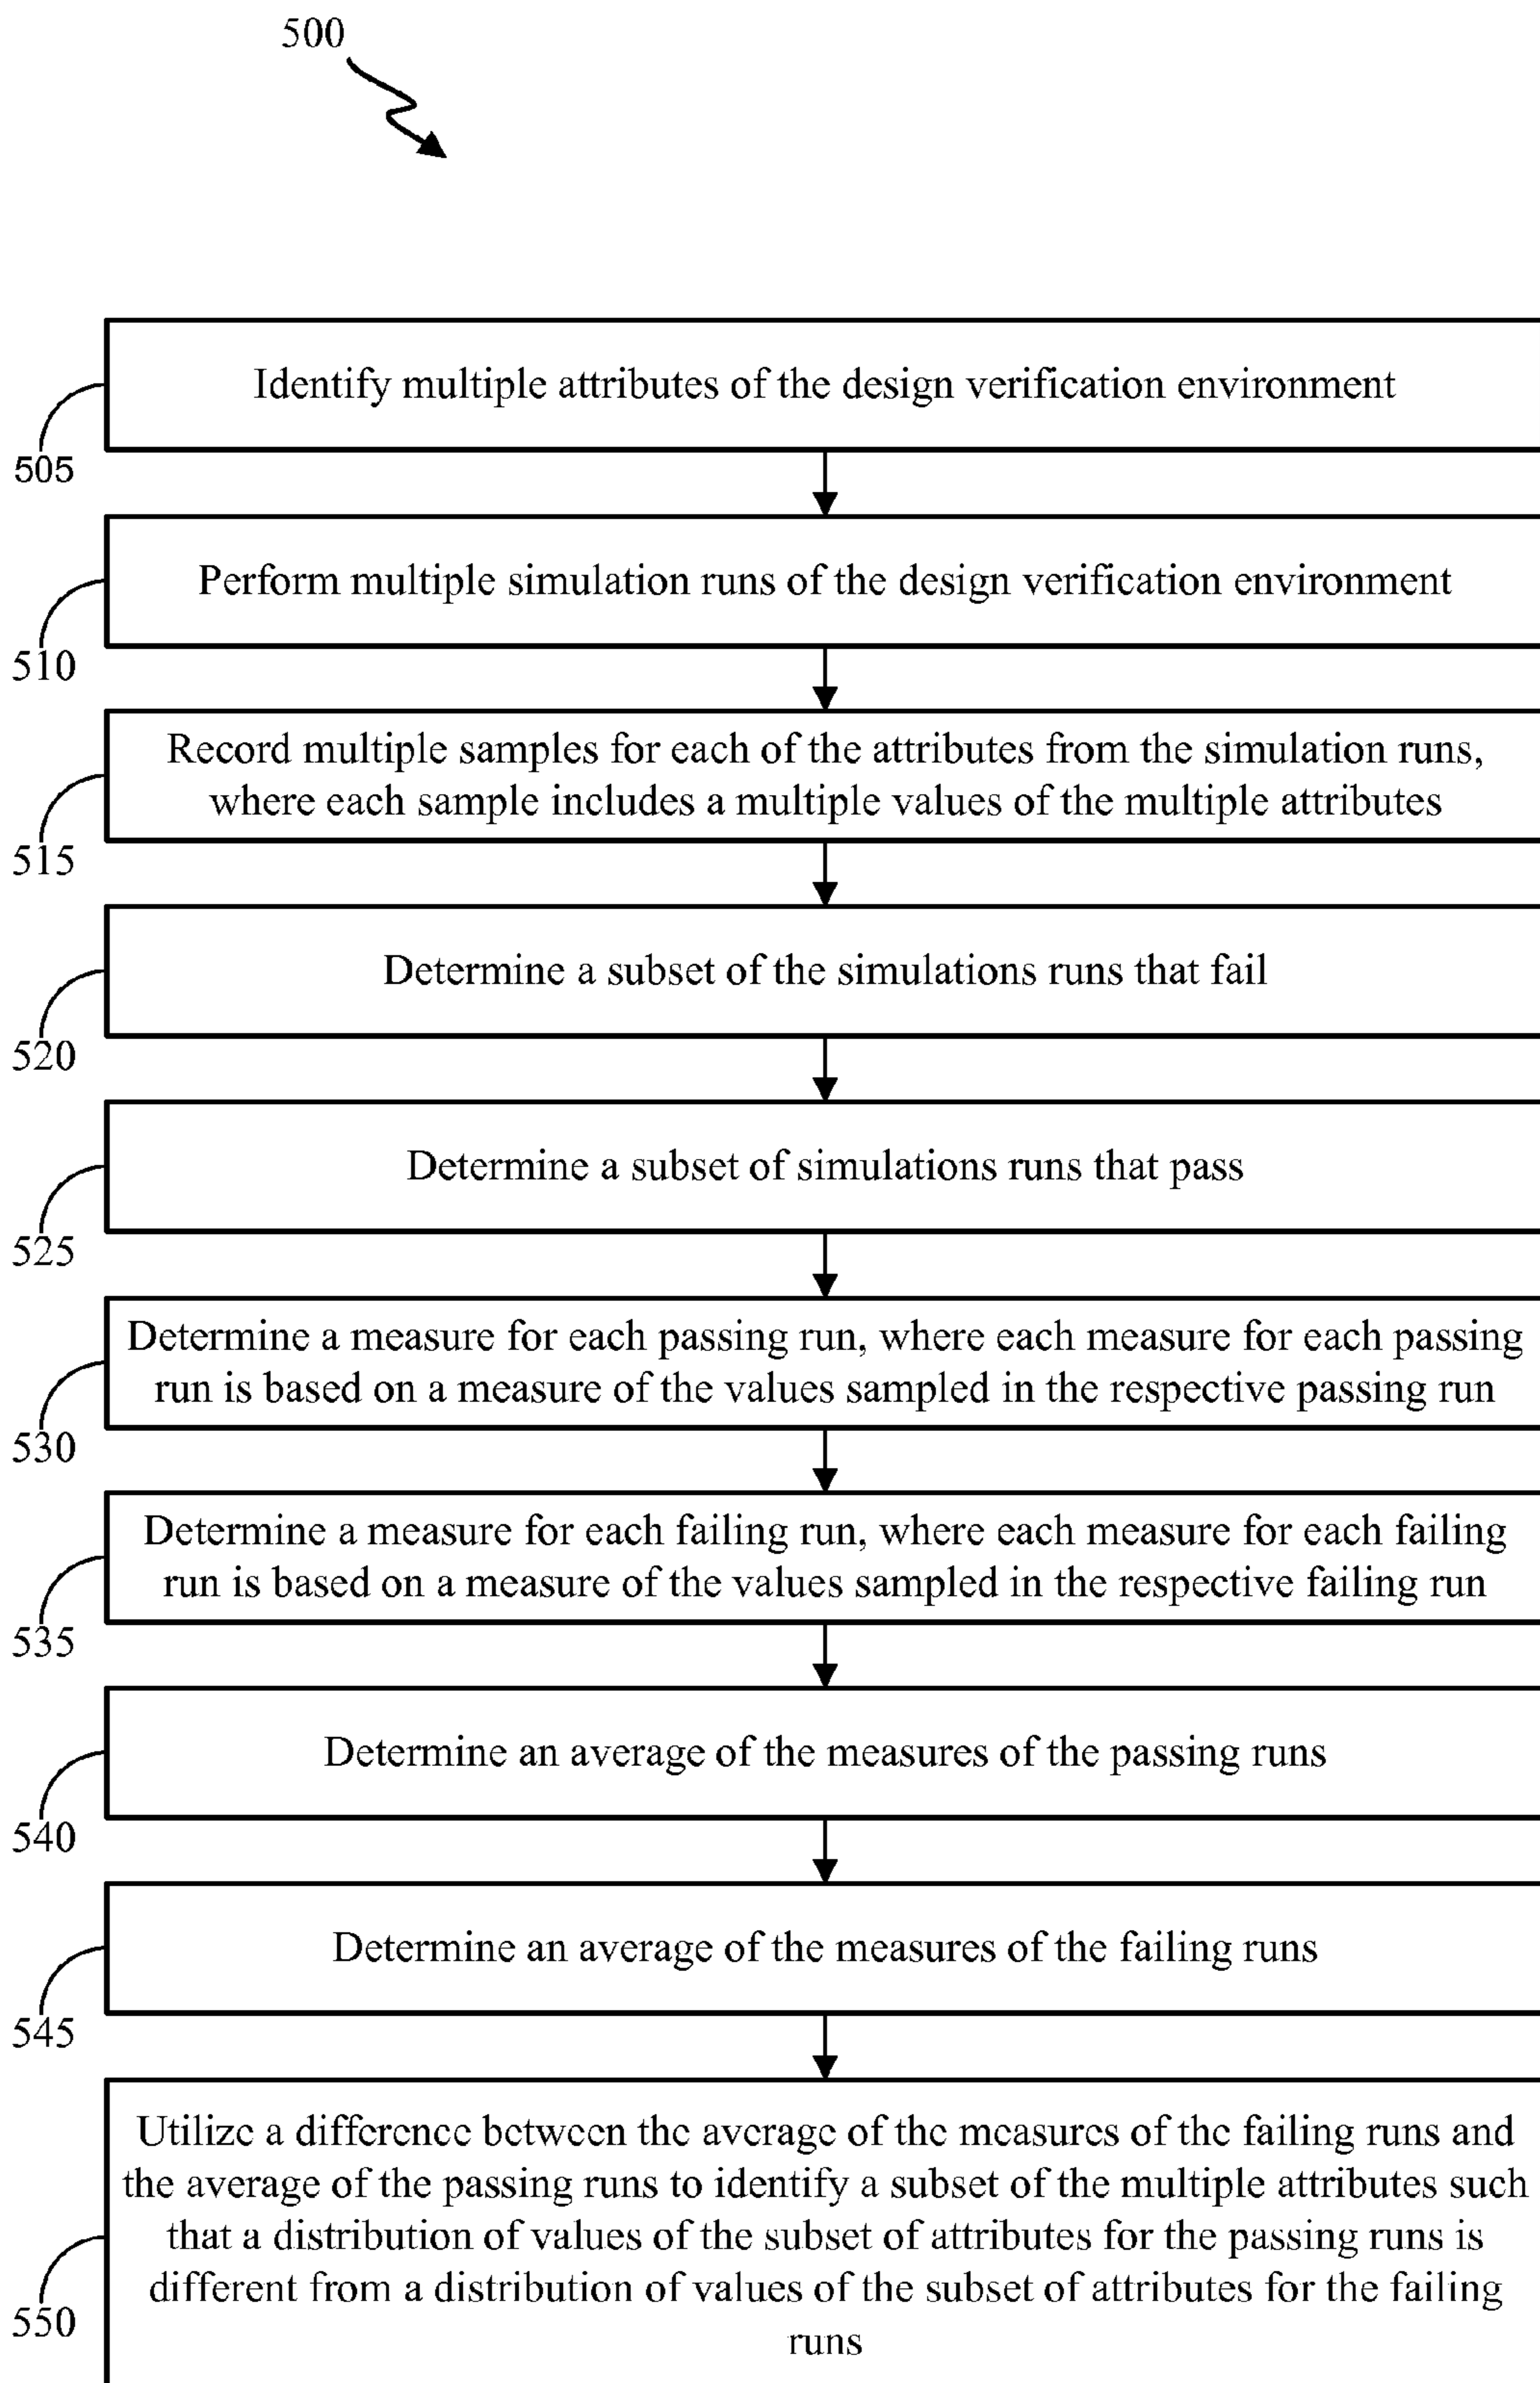 500
Identify multiple attributes of the design verification environment
505
Perform multiple simulation runs of the design verification environment
510
Record multiple samples for each of the attributes from the simulation runs,
where each sample includes a multiple values of the multiple attributes
515
Determine a subset of the simulations runs that fail
520
Determine a subset of simulations runs that pass
525
Determine a measure for each passing run, where each measure for each passing
run is based on a measure of the values sampled in the respective passing run
530
Determine a measure for each failing run, where each measure for each failing
run is based on a measure of the values sampled in the respective failing run
535
Determine an average of the measures of the passing runs
540
Determine an average of the measures of the failing runs
545
Utilize a difference between the average of the measures of the failing runs and
the average of the passing runs to identify a subset of the multiple attributes such
that a distribution of values of the subset of attributes for the passing runs is
different from a distribution of values of the subset of attributes for the failing
runs
550